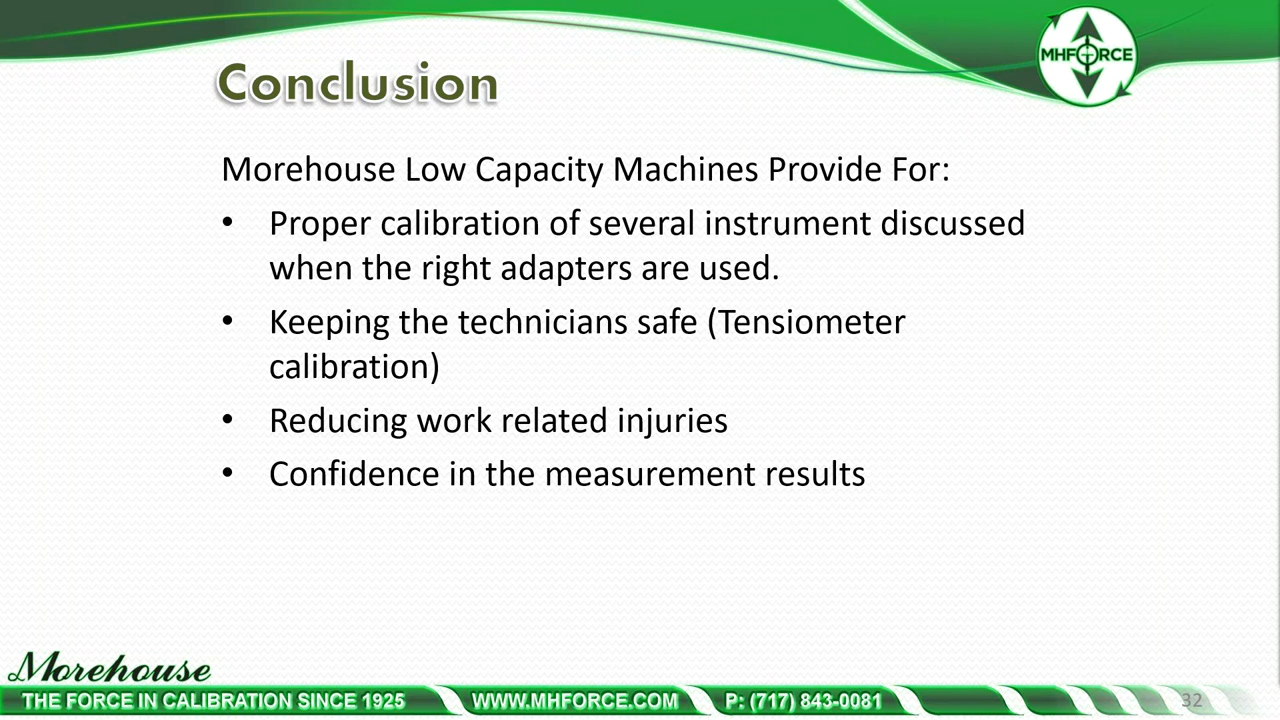 MHFORCE
Conclusion
Morehouse Low Capacity Machines Provide For:
• Proper calibration of several instrument discussed
when the right adapters are used.
• Keeping the technicians safe (Tensiometer
calibration)
• Reducing work related injuries
• Confidence in the measurement results
Morehouse
THE FORCE IN CALIBRATION SINCE 1925 WWW.MHFORCE.COM P: (717) 843-0081 32